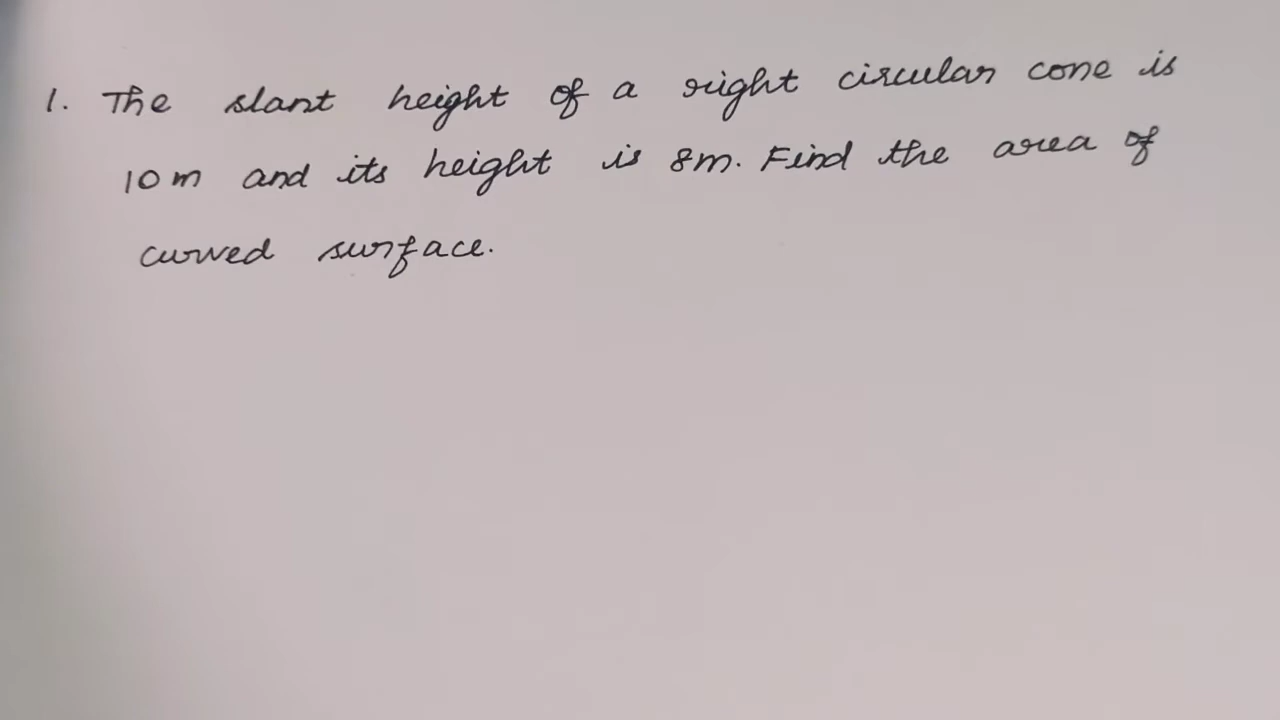 1. The slant height of a right circular cone is
10m and its height is 8m. Find the area of
curved surface.